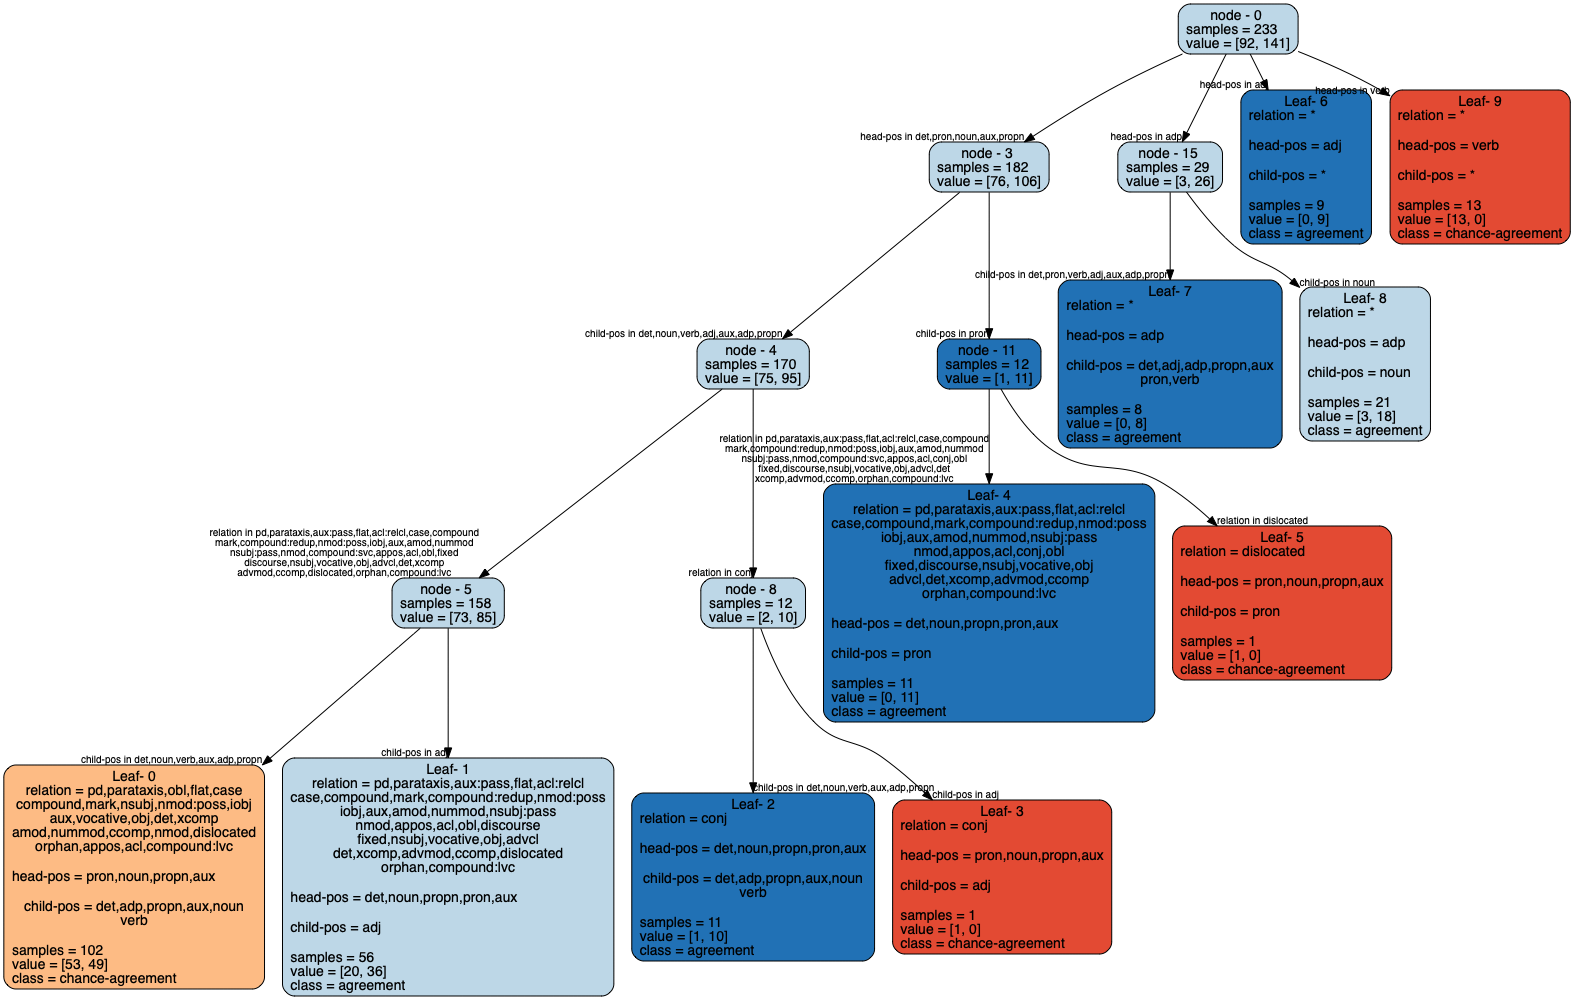 node - 0
samples = 233
value = [92, 141]
head-pos in adj
head-pos in verb
Leaf- 6
relation = *
head-pos = adj
child-pos = *
samples = 9
value = [0, 9]
class = agreement
Leaf- 9
relation = *
head-pos = verb
child-pos = *
samples = 13
value = [13, 0]
class = chance-agreement
head-pos in det,pron,noun,aux,propn
node - 3
samples = 182
value = [76, 106]
head-pos in adp
node - 15
samples = 29
value = [3, 26]
child-pos in det,pron,verb,adj,aux,adp,propn
Leaf- 7
relation = *
head-pos = adp
child-pos = det,adj,adp,propn,aux
pron,verb
samples = 8
value = [0, 8]
class = agreement
child-pos in noun
Leaf- 8
relation = *
head-pos = adp
child-pos = noun
samples = 21
value = [3, 18]
class = agreement
child-pos in det,noun,verb,adj,aux,adp,propn
node - 4
samples = 170
value = [75, 95]
child-pos in pron
node - 11
samples = 12
value = [1, 11]
relation in pd,parataxis,aux:pass,flat,acl:relcl,case,compound
mark,compound:redup,nmod:poss,iobj,aux,amod,nummod
nsubj:pass,nmod,compound:svc,appos,acl,conj,obl
fixed,discourse,nsubj,vocative,obj,advcl,det
xcomp,advmod,ccomp,orphan,compound:lvc
Leaf- 4
relation = pd,parataxis,aux:pass,flat,acl:relcl
case,compound,mark,compound:redup,nmod:poss
iobj,aux,amod,nummod,nsubj:pass
nmod,appos,acl,conj,obl
fixed,discourse,nsubj,vocative,obj
advcl,det,xcomp,advmod,ccomp
orphan,compound:lvc
head-pos = det,noun,propn,pron,aux
child-pos = pron
samples = 11
value = [0, 11]
class = agreement
relation in dislocated
Leaf- 5
relation = dislocated
head-pos = pron,noun,propn,aux
child-pos = pron
samples = 1
value = [1, 0]
class = chance-agreement
relation in pd,parataxis,aux:pass,flat,acl:relcl,case,compound
mark,compound:redup,nmod:poss,iobj,aux,amod,nummod
nsubj:pass,nmod,compound:svc,appos,acl,obl,fixed
discourse,nsubj,vocative,obj,advcl,det,xcomp
advmod,ccomp,dislocated,orphan,compound:lvc
node - 5
samples = 158
value = [73, 85]
relation in conj
node - 8
samples = 12
value = [2, 10]
child-pos in det,noun,verb,aux,adp,propn
Leaf- 0
relation = pd,parataxis,obl,flat,case
compound,mark,nsubj,nmod:poss,iobj
aux,vocative,obj,det,xcomp
amod,nummod,ccomp,nmod,dislocated
orphan,appos,acl,compound:lvc
head-pos = pron,noun,propn,aux
child-pos = det,adp,propn,aux,noun
verb
samples = 102
value = [53, 49]
class = chance-agreement
child-pos in adj
Leaf- 1
relation = pd,parataxis,aux:pass,flat,acl:relcl
case,compound,mark,compound:redup,nmod:poss
iobj,aux,amod,nummod,nsubj:pass
nmod,appos,acl,obl,discourse
fixed,nsubj,vocative,obj,advcl
det,xcomp,advmod,ccomp,dislocated
orphan,compound:lvc
head-pos = det,noun,propn,pron,aux
child-pos = adj
samples = 56
value = [20, 36]
class = agreement
child-pos in det,noun,verb,aux,adp,propn
Leaf- 2
relation = conj
head-pos = det,noun,propn,pron,aux
child-pos = det,adp,propn,aux,noun
verb
samples = 11
value = [1, 10]
class = agreement
child-pos in adj
Leaf- 3
relation = conj
head-pos = pron,noun,propn,aux
child-pos = adj
samples = 1
value = [1, 0]
class = chance-agreement